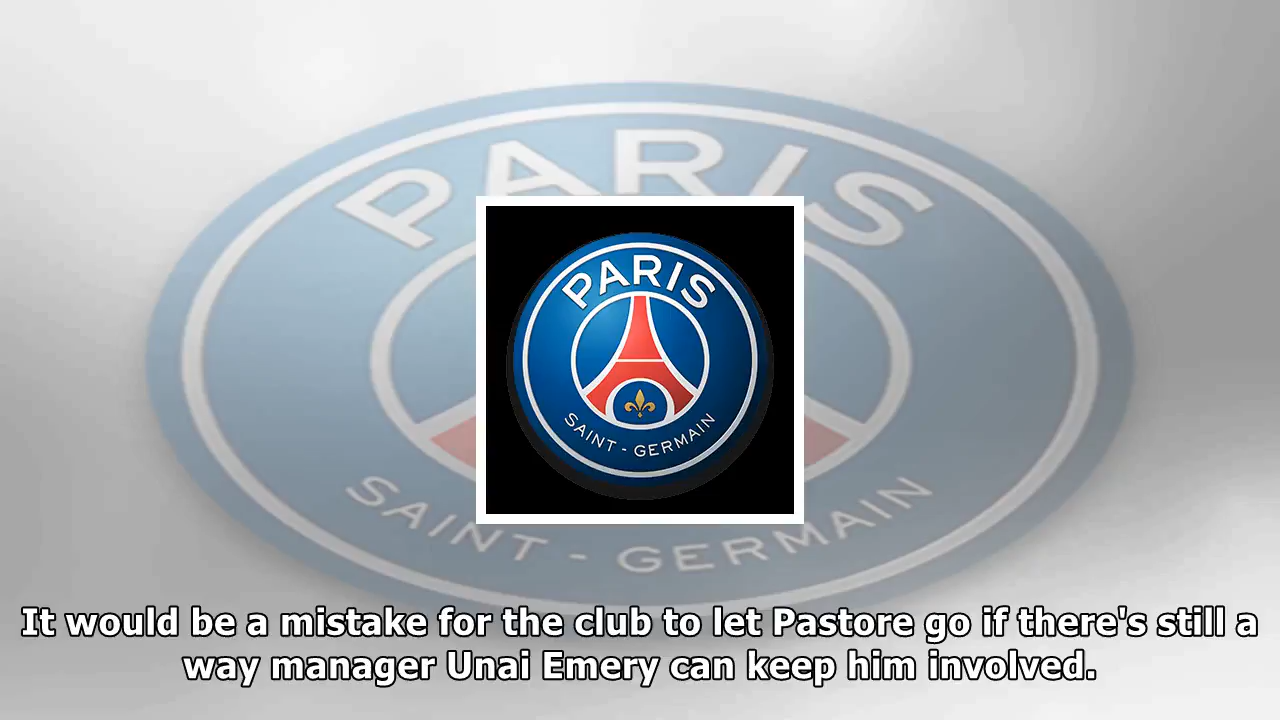 PARIS
SAINT - GERMAIN
PARIS
SAINT - GERMAIN
It would be a mistake for the club to let Pastore go if there's still a
way manager Unai Emery can keep him involved.